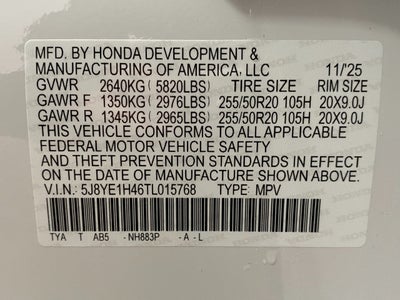 MFD. BY HONDA DEVELOPMENT &
MANUFACTURING OF AMERICA, LLC 11/'25
GVWR 2640KG (5820LBS) TIRE SIZE RIM SIZE
GAWR F 1350KG (2976LBS) 255/50R20 105H 20X9.0J
GAWR R 1345KG (2965LBS) 255/50R20 105H 20X9.0J
THIS VEHICLE CONFORMS TO ALL APPLICABLE
FEDERAL MOTOR VEHICLE SAFETY
AND THEFT PREVENTION STANDARDS IN EFFECT
ON THE DATE OF MANUFACTURE SHOWN ABOVE.
V.I.N.: 5J8YE1H46TL015768 TYPE: MPV
TYA T AB5 -NH883P -A -L